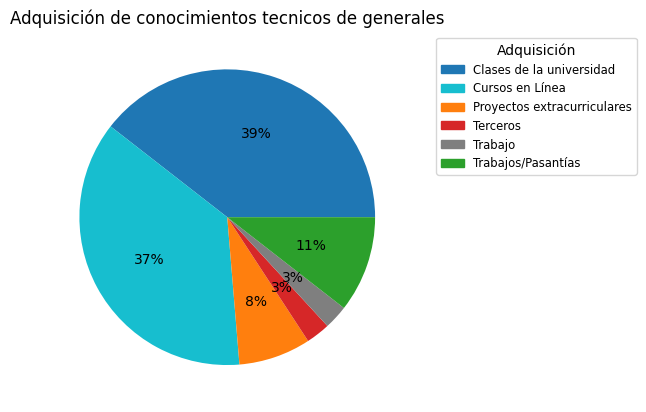 Adquisición de conocimientos tecnicos de generales
Adquisición
Clases de la universidad
Cursos en Línea
Proyectos extracurriculares
Terceros
Trabajo
Trabajos/Pasantías
39%
37%
8%
3%
3%
11%